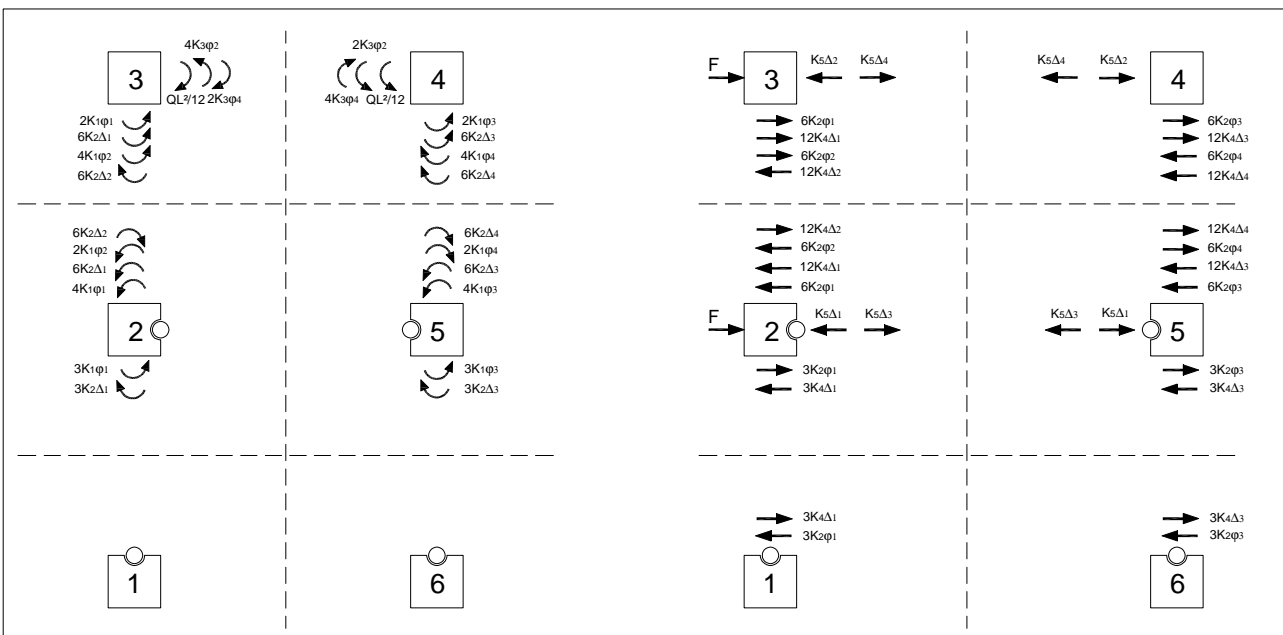 4K₃φ₂
3
QL²/12 2K₃φ₄
2K₁φ₁
6K₂Δ₁
4K₁φ₂
6K₂Δ₂
2K₃φ₂
4
4K₃φ₄ QL²/12
2K₁φ₃
6K₂Δ₃
4K₁φ₄
6K₂Δ₄
F
3
K₅Δ₂ K₅Δ₄
6K₂φ₁
12K₄Δ₁
6K₂φ₂
12K₄Δ₂
K₅Δ₄ K₅Δ₂
4
6K₂φ₃
12K₄Δ₃
6K₂φ₄
12K₄Δ₄
6K₂Δ₂
2K₁φ₂
6K₂Δ₁
4K₁φ₁
2
3K₁φ₁
3K₂Δ₁
6K₂Δ₄
2K₁φ₄
6K₂Δ₃
4K₁φ₃
5
3K₁φ₃
3K₂Δ₃
12K₄Δ₂
6K₂φ₂
12K₄Δ₁
6K₂φ₁
F
2
K₅Δ₁ K₅Δ₃
3K₂φ₁
3K₄Δ₁
12K₄Δ₄
6K₂φ₄
12K₄Δ₃
6K₂φ₃
K₅Δ₃ K₅Δ₁
5
3K₂φ₃
3K₄Δ₃
1
6
3K₄Δ₁
3K₂φ₁
1
3K₄Δ₃
3K₂φ₃
6